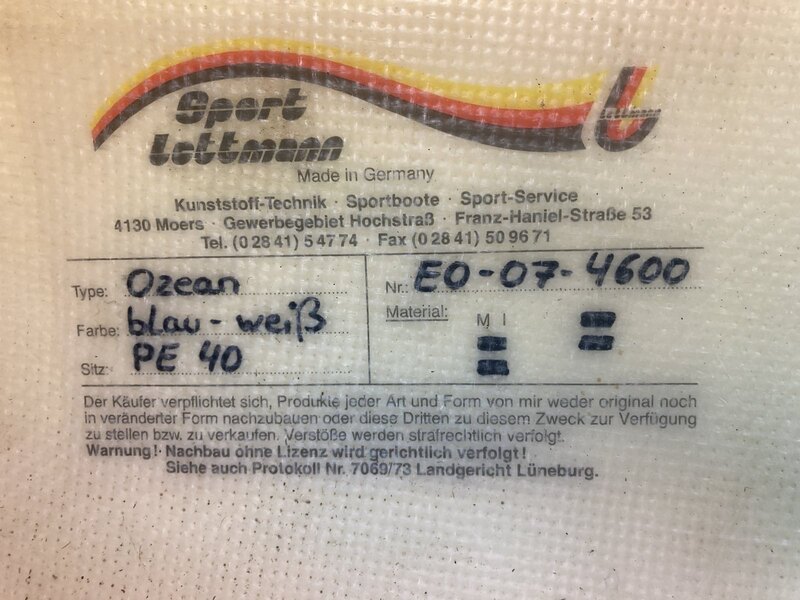 Sport
Lettmann
Lettmann
Made in Germany
Kunststoff-Technik · Sportboote · Sport-Service
4130 Moers · Gewerbegebiet Hochstraß · Franz-Haniel-Straße 53
Tel. (0 28 41) 5 47 74 · Fax (0 28 41) 50 96 71
Type: Ozean
Nr.: EO-07-4600
Farbe: blau-weiß
Material: M I
Sitz: PE 40
Der Käufer verpflichtet sich, Produkte jeder Art und Form von mir weder original noch
in veränderter Form nachzubauen oder diese Dritten zu diesem Zweck zur Verfügung
zu stellen bzw. zu verkaufen. Verstöße werden strafrechtlich verfolgt.
Warnung! · Nachbau ohne Lizenz wird gerichtlich verfolgt!
Siehe auch Protokoll Nr. 7069/73 Landgericht Lüneburg.